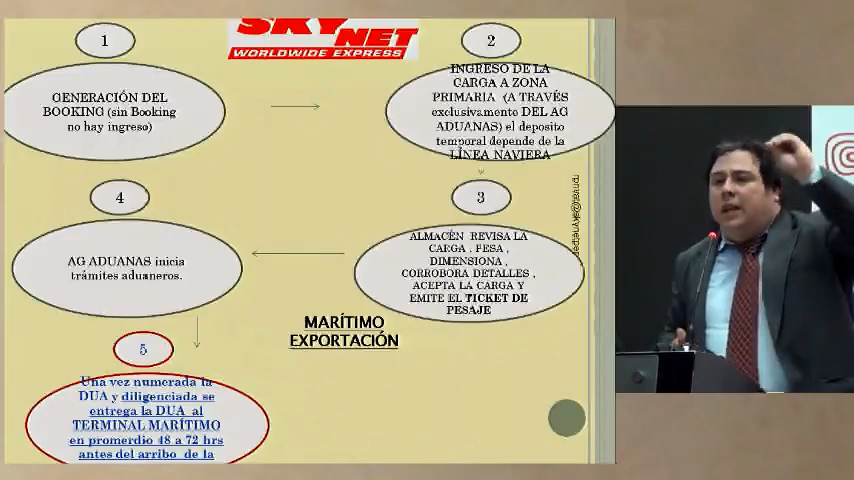 SKY NET
WORLDWIDE EXPRESS
1
GENERACIÓN DEL
BOOKING (sin Booking
no hay ingreso)
2
INGRESO DE LA
CARGA A ZONA
PRIMARIA (A TRAVÉS
exclusivamente DEL AG
ADUANAS) el deposito
temporal depende de la
LÍNEA NAVIERA
3
ALMACÉN REVISA LA
CARGA , PESA ,
DIMENSIONA ,
CORROBORA DETALLES ,
ACEPTA LA CARGA Y
EMITE EL TICKET DE
PESAJE
4
AG ADUANAS inicia
trámites aduaneros.
MARÍTIMO
EXPORTACIÓN
5
Una vez numerada la
DUA y diligenciada se
entrega la DUA al
TERMINAL MARÍTIMO
en promerdio 48 a 72 hrs
antes del arribo de la